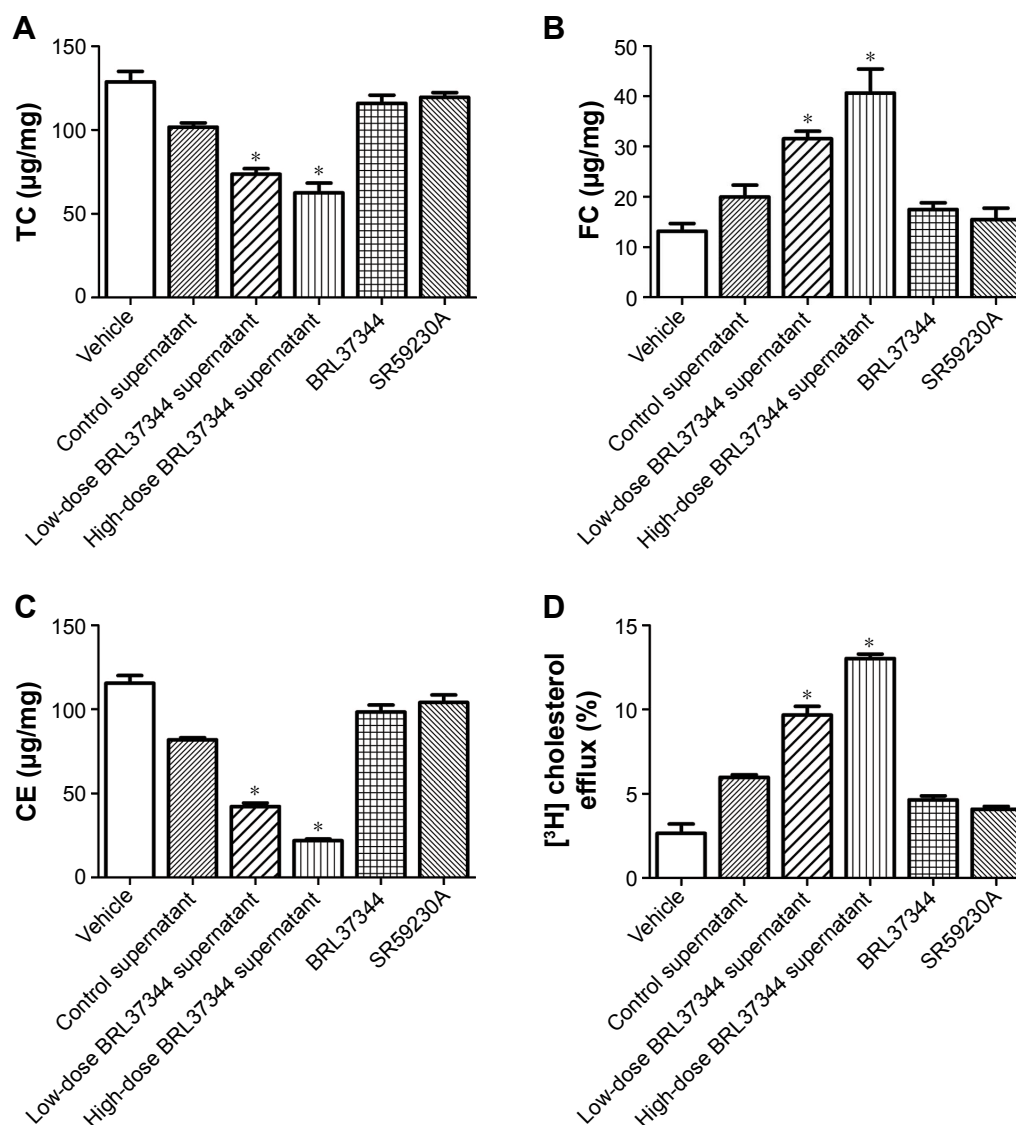 A
TC (µg/mg)
150
100
50
0
*
*
Vehicle
Control supernatant
Low-dose BRL37344 supernatant
High-dose BRL37344 supernatant
BRL37344
SR59230A
B
FC (µg/mg)
50
40
30
20
10
0
*
*
Vehicle
Control supernatant
Low-dose BRL37344 supernatant
High-dose BRL37344 supernatant
BRL37344
SR59230A
C
CE (µg/mg)
150
100
50
0
*
*
Vehicle
Control supernatant
Low-dose BRL37344 supernatant
High-dose BRL37344 supernatant
BRL37344
SR59230A
D
[³H] cholesterol
efflux (%)
15
10
5
0
*
*
Vehicle
Control supernatant
Low-dose BRL37344 supernatant
High-dose BRL37344 supernatant
BRL37344
SR59230A